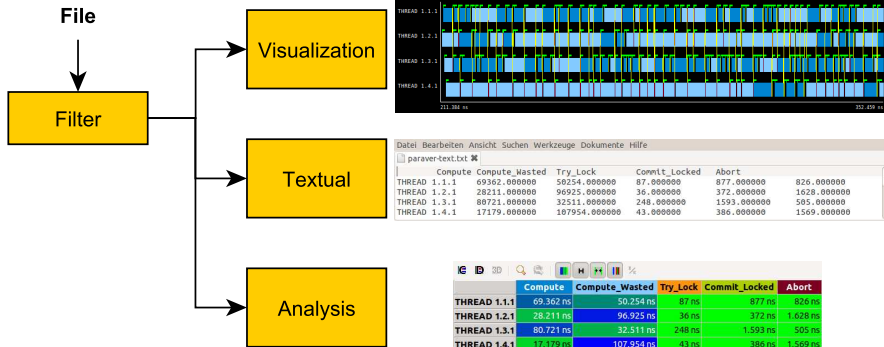 File
Filter
Visualization
Textual
Analysis
THREAD 1.1.1
THREAD 1.2.1
THREAD 1.3.1
THREAD 1.4.1
211.304 ns 352.459 ns
Datei Bearbeiten Ansicht Suchen Werkzeuge Dokumente Hilfe
paraver-text.txt ✖
Compute Compute_Wasted Try_Lock Commit_Locked Abort
THREAD 1.1.1 69362.000000 50254.000000 87.000000 877.000000 826.000000
THREAD 1.2.1 28211.000000 96925.000000 36.000000 372.000000 1628.000000
THREAD 1.3.1 80721.000000 32511.000000 248.000000 1593.000000 505.000000
THREAD 1.4.1 17179.000000 107954.000000 43.000000 386.000000 1569.000000
IC ID 3D H %
Compute Compute_Wasted Try_Lock Commit_Locked Abort
THREAD 1.1.1 69.362 ns 50.254 ns 87 ns 877 ns 826 ns
THREAD 1.2.1 28.211 ns 96.925 ns 36 ns 372 ns 1.628 ns
THREAD 1.3.1 80.721 ns 32.511 ns 248 ns 1.593 ns 505 ns
THREAD 1.4.1 17.179 ns 107.954 ns 43 ns 386 ns 1.569 ns